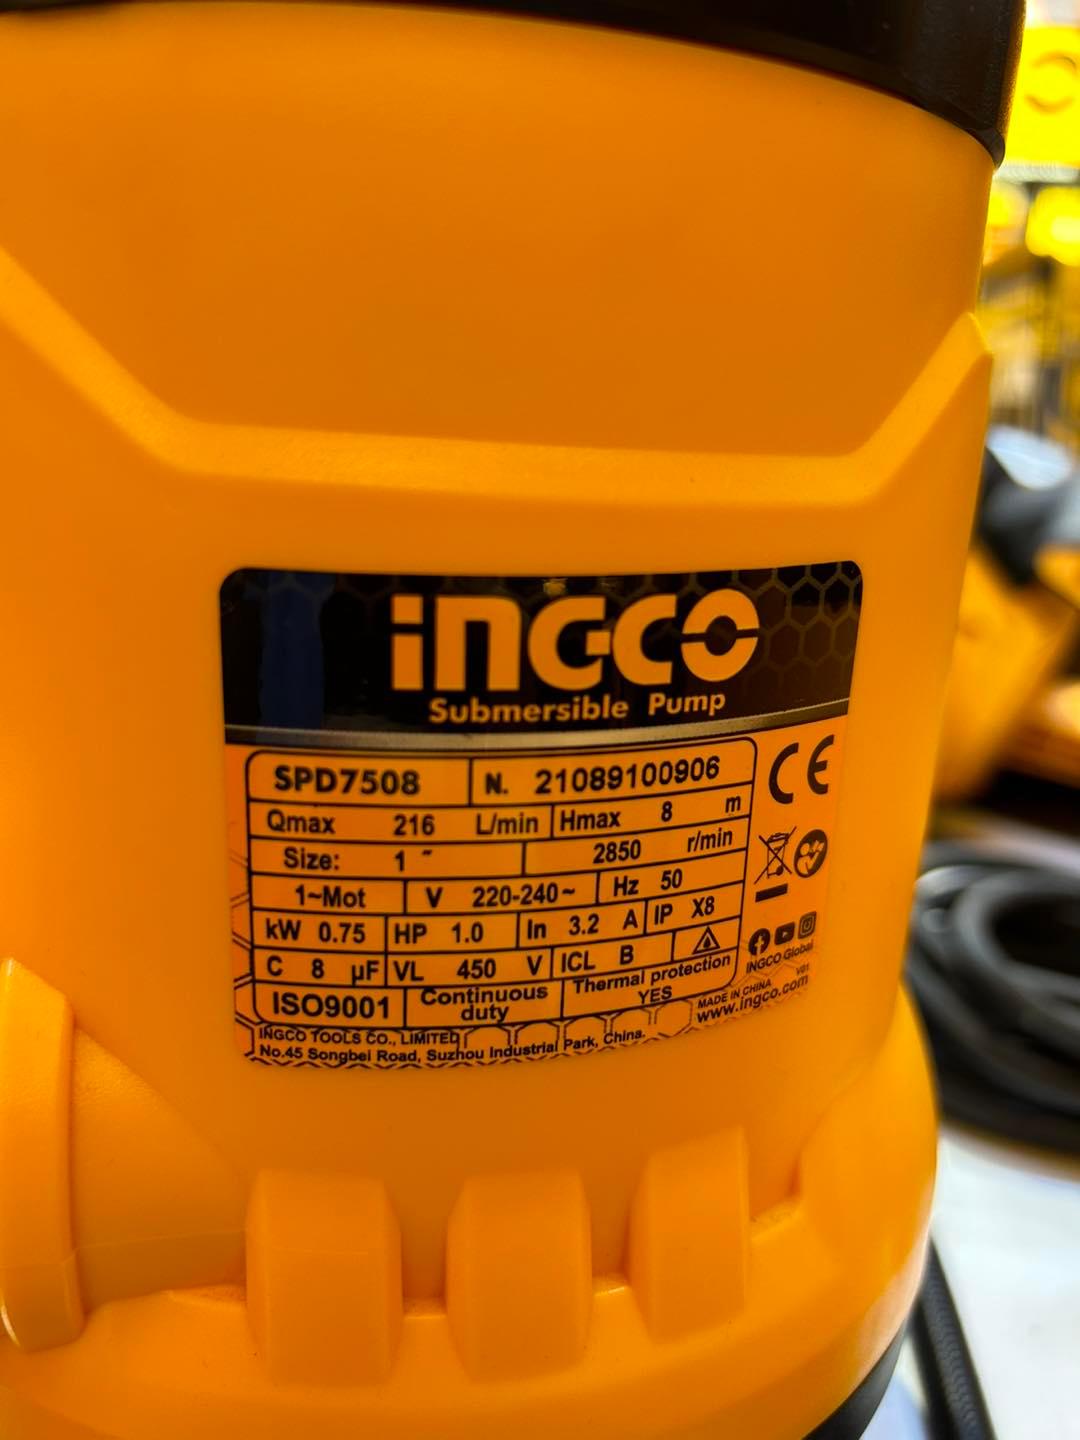 INGCO
Submersible Pump
SPD7508 N. 21089100906
Qmax 216 L/min Hmax 8 m
Size: 1 ˝ 2850 r/min
1~Mot V 220-240~ Hz 50
kW 0.75 HP 1.0 In 3.2 A IP X8
C 8 µF VL 450 V ICL B
ISO9001 Continuous duty Thermal protection YES
CE
INGCO Global
V01
MADE IN CHINA
www.ingco.com
INGCO TOOLS CO., LIMITED
No.45 Songbei Road, Suzhou Industrial Park, China.